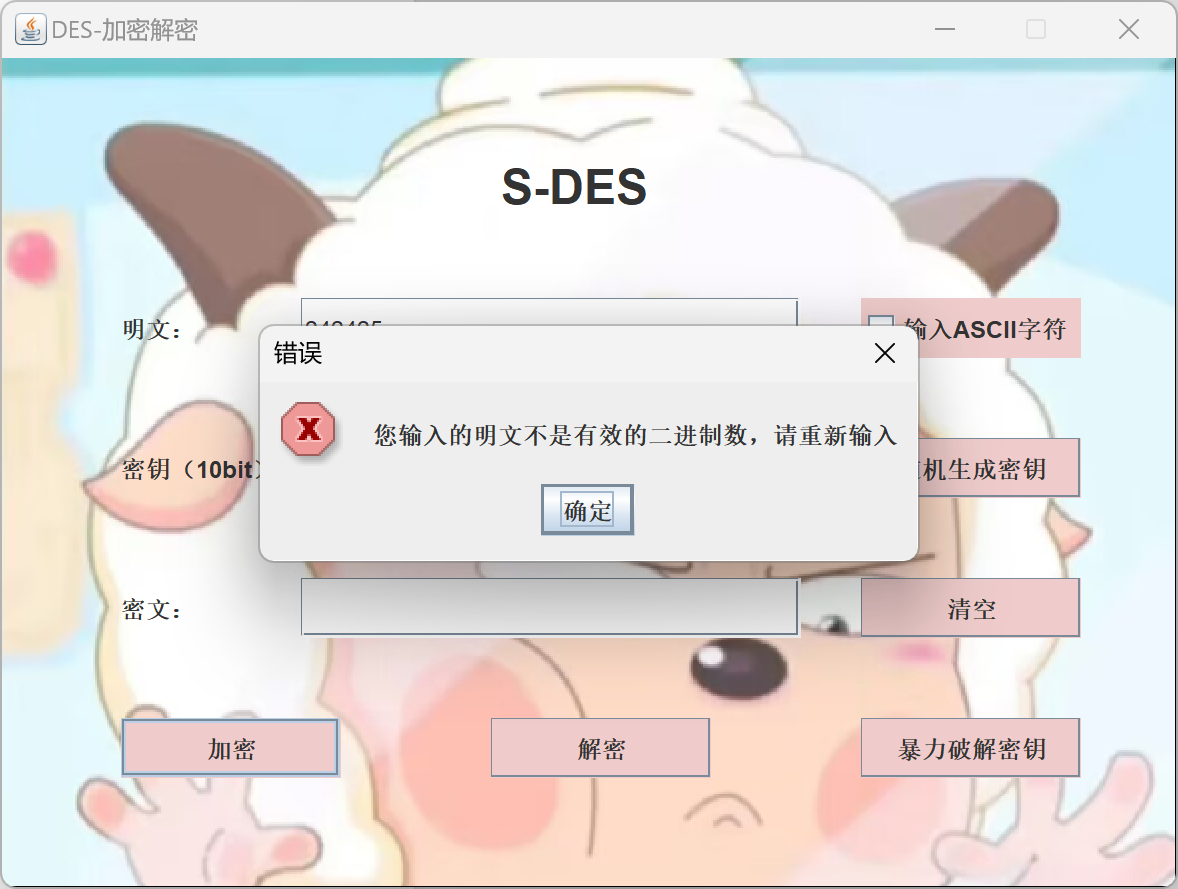 DES-加密解密
S-DES
明文：
输入ASCII字符
错误
您输入的明文不是有效的二进制数，请重新输入
密钥（10bit）
机生成密钥
确定
密文：
清空
加密
解密
暴力破解密钥